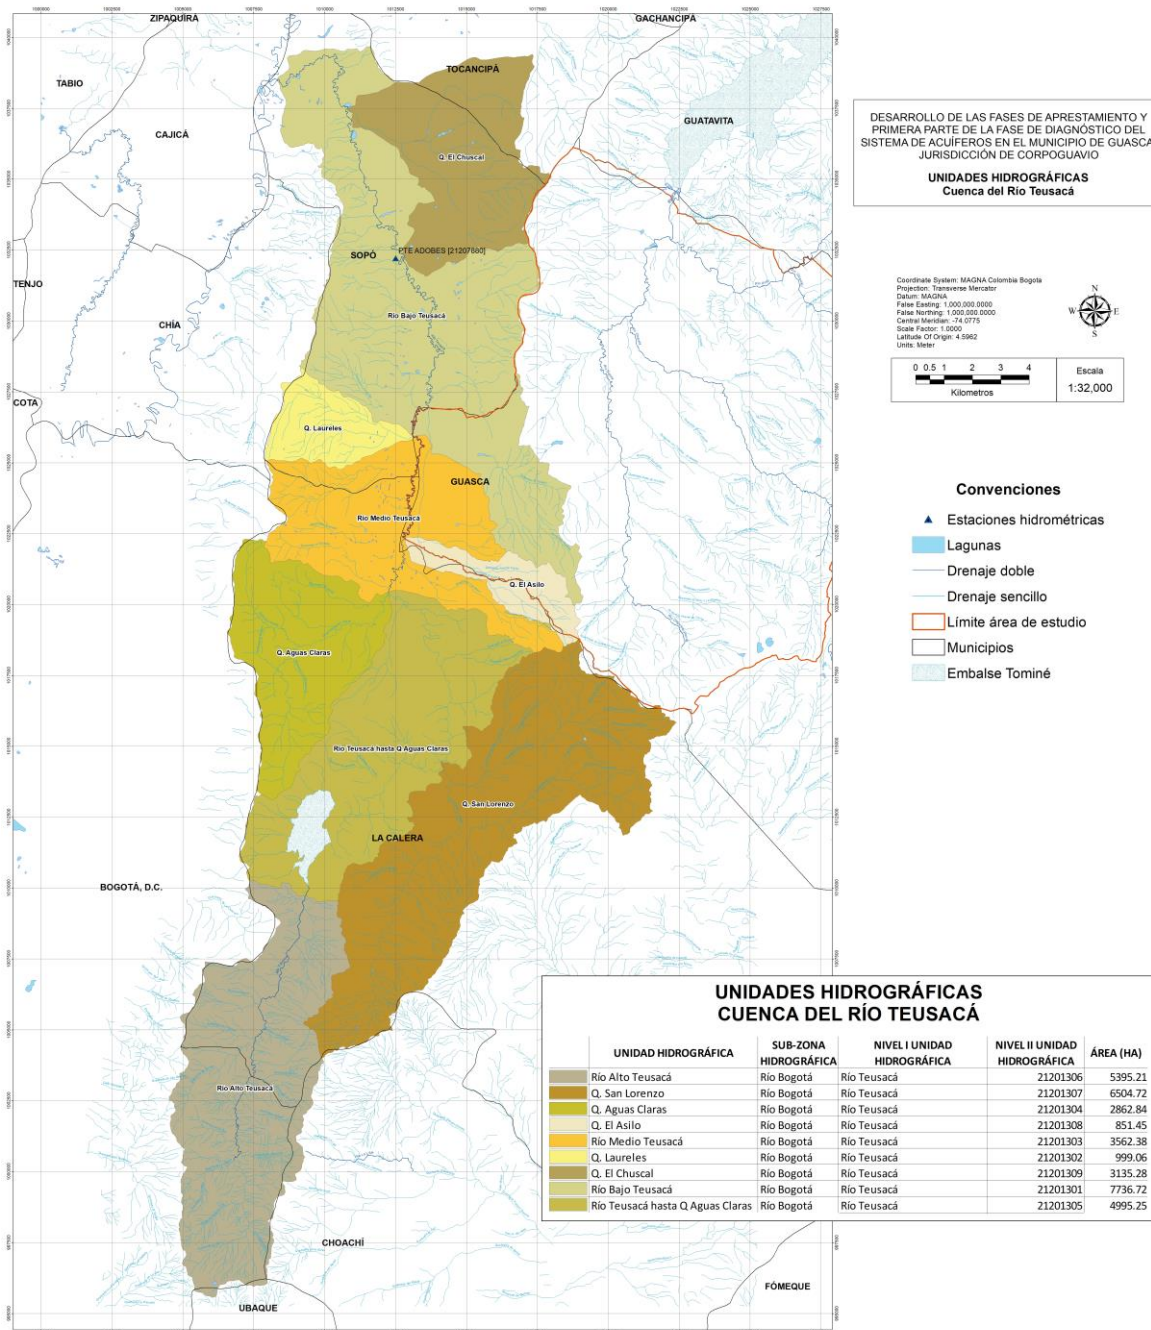 ZIPAQUIRÁ
GACHANCIPÁ
TOCANCIPÁ
TABIO
CAJICÁ
GUATAVITA
Q. El Chuscal
SOPÓ
PTE ADOBES [21207880]
TENJO
CHÍA
Río Bajo Teusacá
COTA
Q. Laureles
GUASCA
Río Medio Teusacá
Q. El Asilo
Q. Aguas Claras
Río Teusacá hasta Q Aguas Claras
Q. San Lorenzo
LA CALERA
BOGOTÁ, D.C.
Río Alto Teusacá
CHOACHÍ
UBAQUE
FÓMEQUE
DESARROLLO DE LAS FASES DE APRESTAMIENTO Y
PRIMERA PARTE DE LA FASE DE DIAGNÓSTICO DEL
SISTEMA DE ACUÍFEROS EN EL MUNICIPIO DE GUASCA
JURISDICCIÓN DE CORPOGUAVIO
UNIDADES HIDROGRÁFICAS
Cuenca del Río Teusacá
Coordinate System: MAGNA Colombia Bogota
Projection: Transverse Mercator
Datum: MAGNA
False Easting: 1,000,000.0000
False Northing: 1,000,000.0000
Central Meridian: -74.0775
Scale Factor: 1.0000
Latitude Of Origin: 4.5962
Units: Meter
N
W E
S
0 0.5 1 2 3 4
Kilometros
Escala
1:32,000
Convenciones
Estaciones hidrométricas
Lagunas
Drenaje doble
Drenaje sencillo
Límite área de estudio
Municipios
Embalse Tominé
UNIDADES HIDROGRÁFICAS
CUENCA DEL RÍO TEUSACÁ
UNIDAD HIDROGRÁFICA SUB-ZONA HIDROGRÁFICA NIVEL I UNIDAD HIDROGRÁFICA NIVEL II UNIDAD HIDROGRÁFICA ÁREA (HA)
Río Alto Teusacá Río Bogotá Río Teusacá 21201306 5395.21
Q. San Lorenzo Río Bogotá Río Teusacá 21201307 6504.72
Q. Aguas Claras Río Bogotá Río Teusacá 21201304 2862.84
Q. El Asilo Río Bogotá Río Teusacá 21201308 851.45
Río Medio Teusacá Río Bogotá Río Teusacá 21201303 3562.38
Q. Laureles Río Bogotá Río Teusacá 21201302 999.06
Q. El Chuscal Río Bogotá Río Teusacá 21201309 3135.28
Río Bajo Teusacá Río Bogotá Río Teusacá 21201301 7736.72
Río Teusacá hasta Q Aguas Claras Río Bogotá Río Teusacá 21201305 4995.25